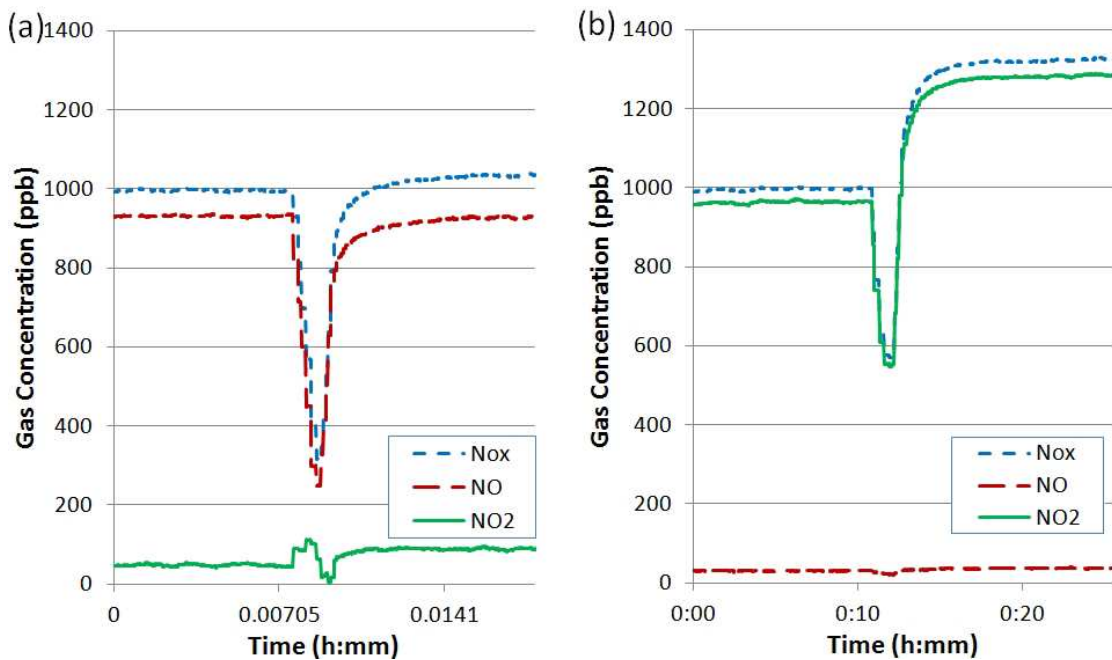 (a)
Gas Concentration (ppb)
1400
1200
1000
800
600
400
200
0
0 0.00705 0.0141
Time (h:mm)
Nox
NO
NO2
(b)
Gas Concentration (ppb)
1400
1200
1000
800
600
400
200
0
0:00 0:10 0:20
Time (h:mm)
Nox
NO
NO2